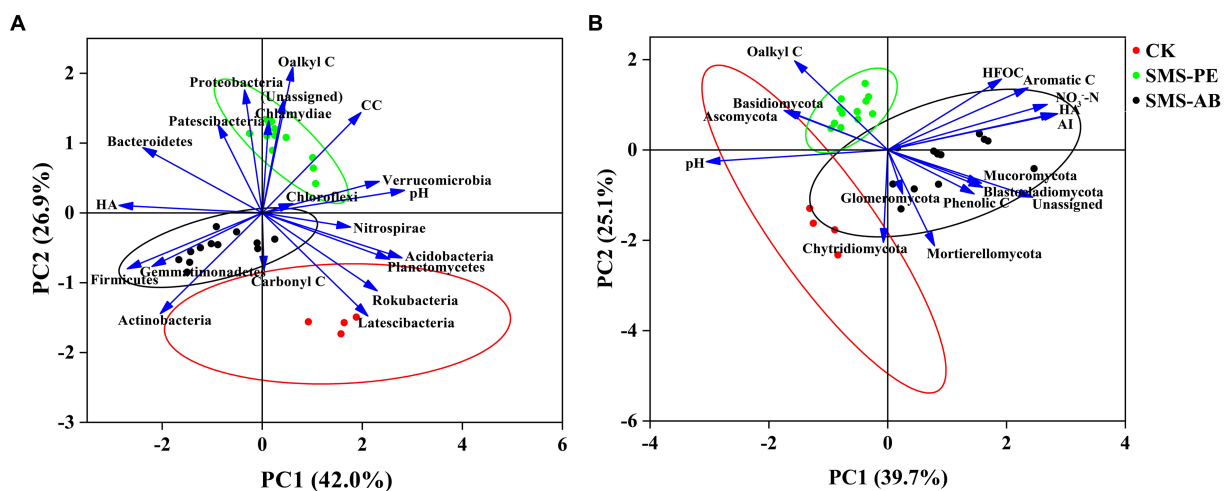 A
PC2 (26.9%)
3
2
1
0
-1
-2
-3
-2
0
2
4
6
PC1 (42.0%)
Oalkyl C
Proteobacteria
(Unassigned)
CC
Patescibacteria
Chlamydiae
Bacteroidetes
Verrucomicrobia
pH
HA
Chloroflexi
Nitrospirae
Acidobacteria
Planctomycetes
Firmicutes
Gemmatimonadetes
Carbonyl C
Rokubacteria
Actinobacteria
Latescibacteria
B
PC2 (25.1%)
2
0
-2
-4
-6
-4
-2
0
2
4
PC1 (39.7%)
Oalkyl C
HFOC
Aromatic C
NO₃⁻-N
HA
AI
Basidiomycota
Ascomycota
pH
Mucoromycota
Blastocladiomycota
Glomeromycota
Phenolic C
Unassigned
Chytridiomycota
Mortierellomycota
CK
SMS-PE
SMS-AB